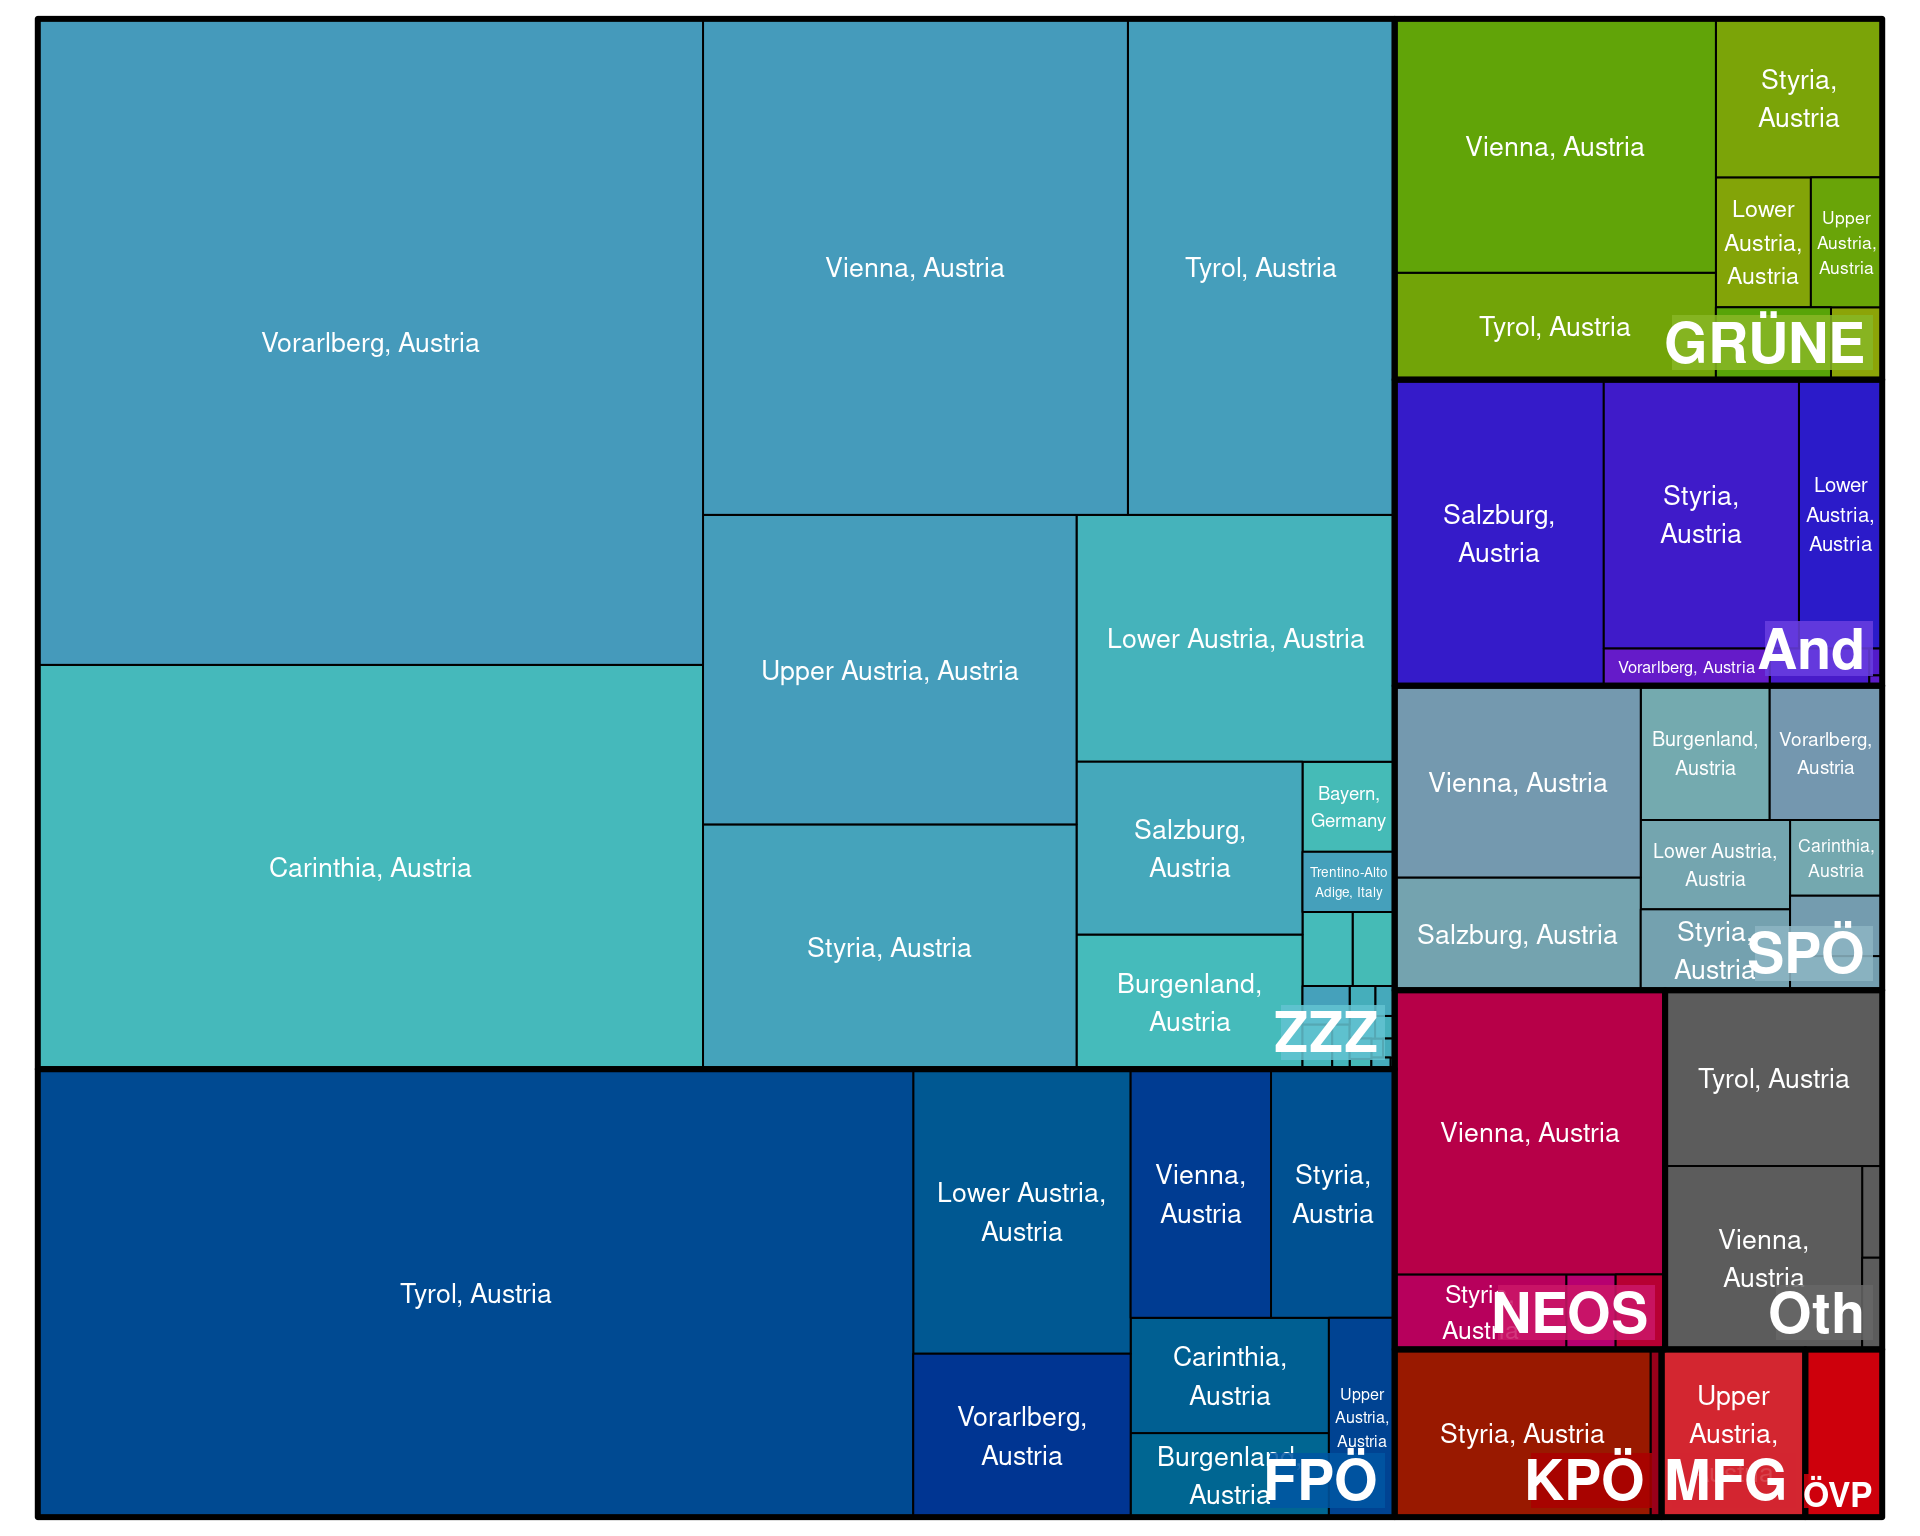 Vorarlberg, Austria
Vienna, Austria
Tyrol, Austria
Carinthia, Austria
Upper Austria, Austria
Lower Austria, Austria
Styria, Austria
Salzburg,
Austria
Burgenland,
Austria
Bayern,
Germany
Trentino-Alto
Adige, Italy
ZZZ
Tyrol, Austria
Lower Austria,
Austria
Vorarlberg,
Austria
Vienna,
Austria
Styria,
Austria
Carinthia,
Austria
Burgenland,
Austria
Upper
Austria,
Austria
FPÖ
Vienna, Austria
Styria,
Austria
Lower
Austria,
Austria
Upper
Austria,
Austria
Tyrol, Austria
GRÜNE
Salzburg,
Austria
Styria,
Austria
Lower
Austria,
Austria
Vorarlberg, Austria
And
Vienna, Austria
Burgenland,
Austria
Vorarlberg,
Austria
Lower Austria,
Austria
Carinthia,
Austria
Salzburg, Austria
Styria,
Austria
SPÖ
Vienna, Austria
Styria,
Austria
NEOS
Tyrol, Austria
Vienna,
Austria
Oth
Styria, Austria
KPÖ
Upper
Austria,
Austria
MFG
ÖVP